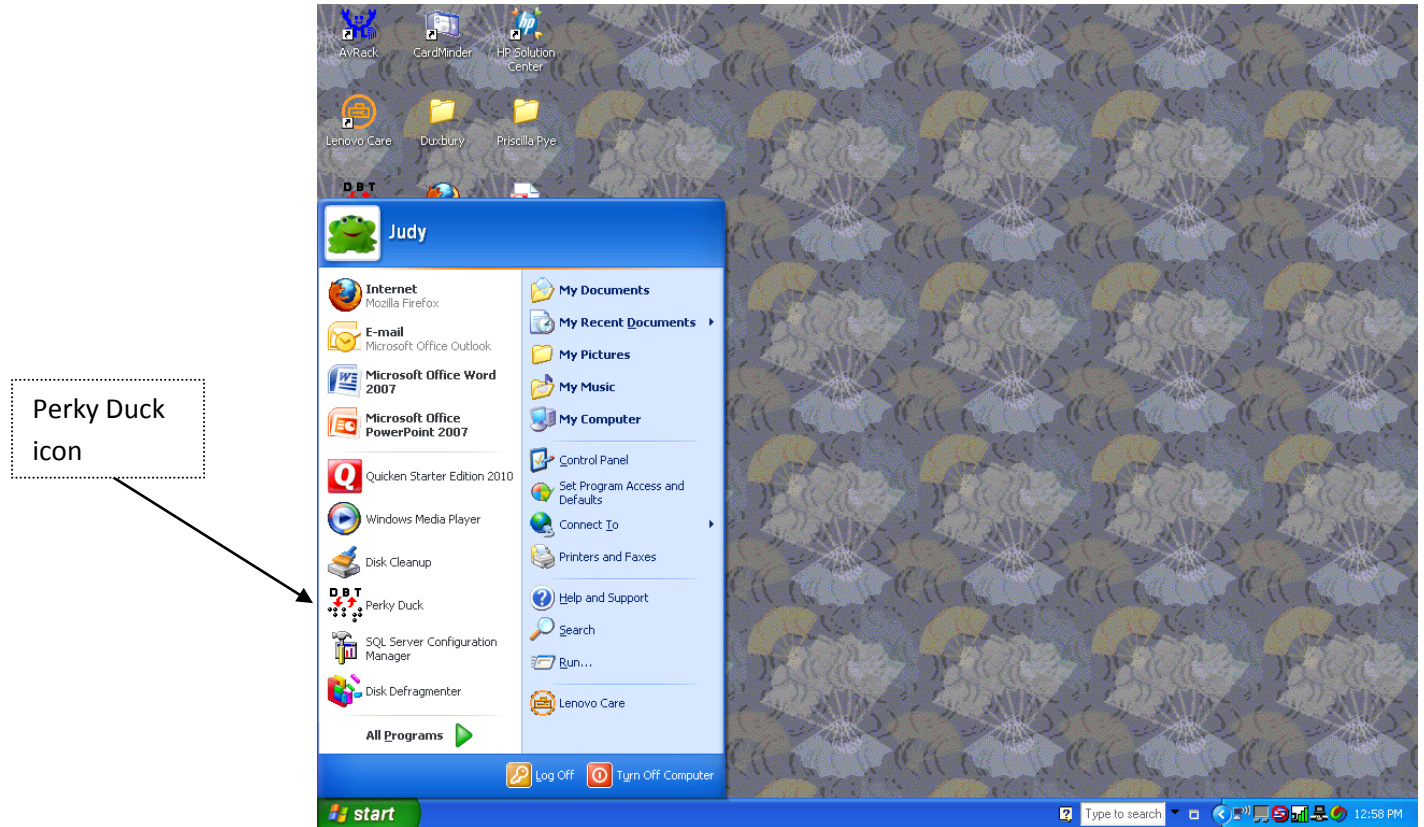 AvRack
CardMinder
HP Solution
Center
Lenovo Care
Duxbury
Priscilla Pye
DBT
Judy
Internet
Mozilla Firefox
E-mail
Microsoft Office Outlook
Microsoft Office Word
2007
Microsoft Office
PowerPoint 2007
Quicken Starter Edition 2010
Windows Media Player
Disk Cleanup
DBT
Perky Duck
SQL Server Configuration
Manager
Disk Defragmenter
All Programs
My Documents
My Recent Documents
My Pictures
My Music
My Computer
Control Panel
Set Program Access and
Defaults
Connect To
Printers and Faxes
Help and Support
Search
Run...
Lenovo Care
Log Off
Turn Off Computer
start
Type to search
12:58 PM
Perky Duck
icon